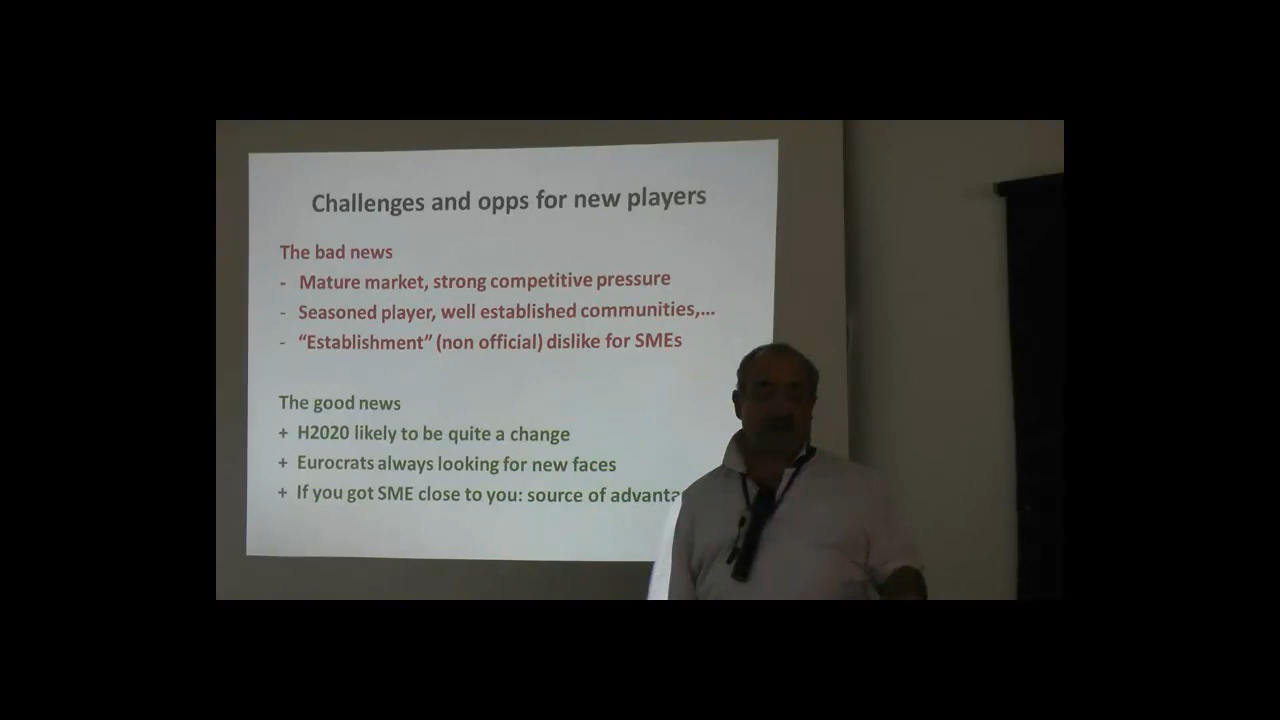 Challenges and opps for new players
The bad news
- Mature market, strong competitive pressure
- Seasoned player, well established communities,...
- “Establishment” (non official) dislike for SMEs
The good news
+ H2020 likely to be quite a change
+ Eurocrats always looking for new faces
+ If you got SME close to you: source of